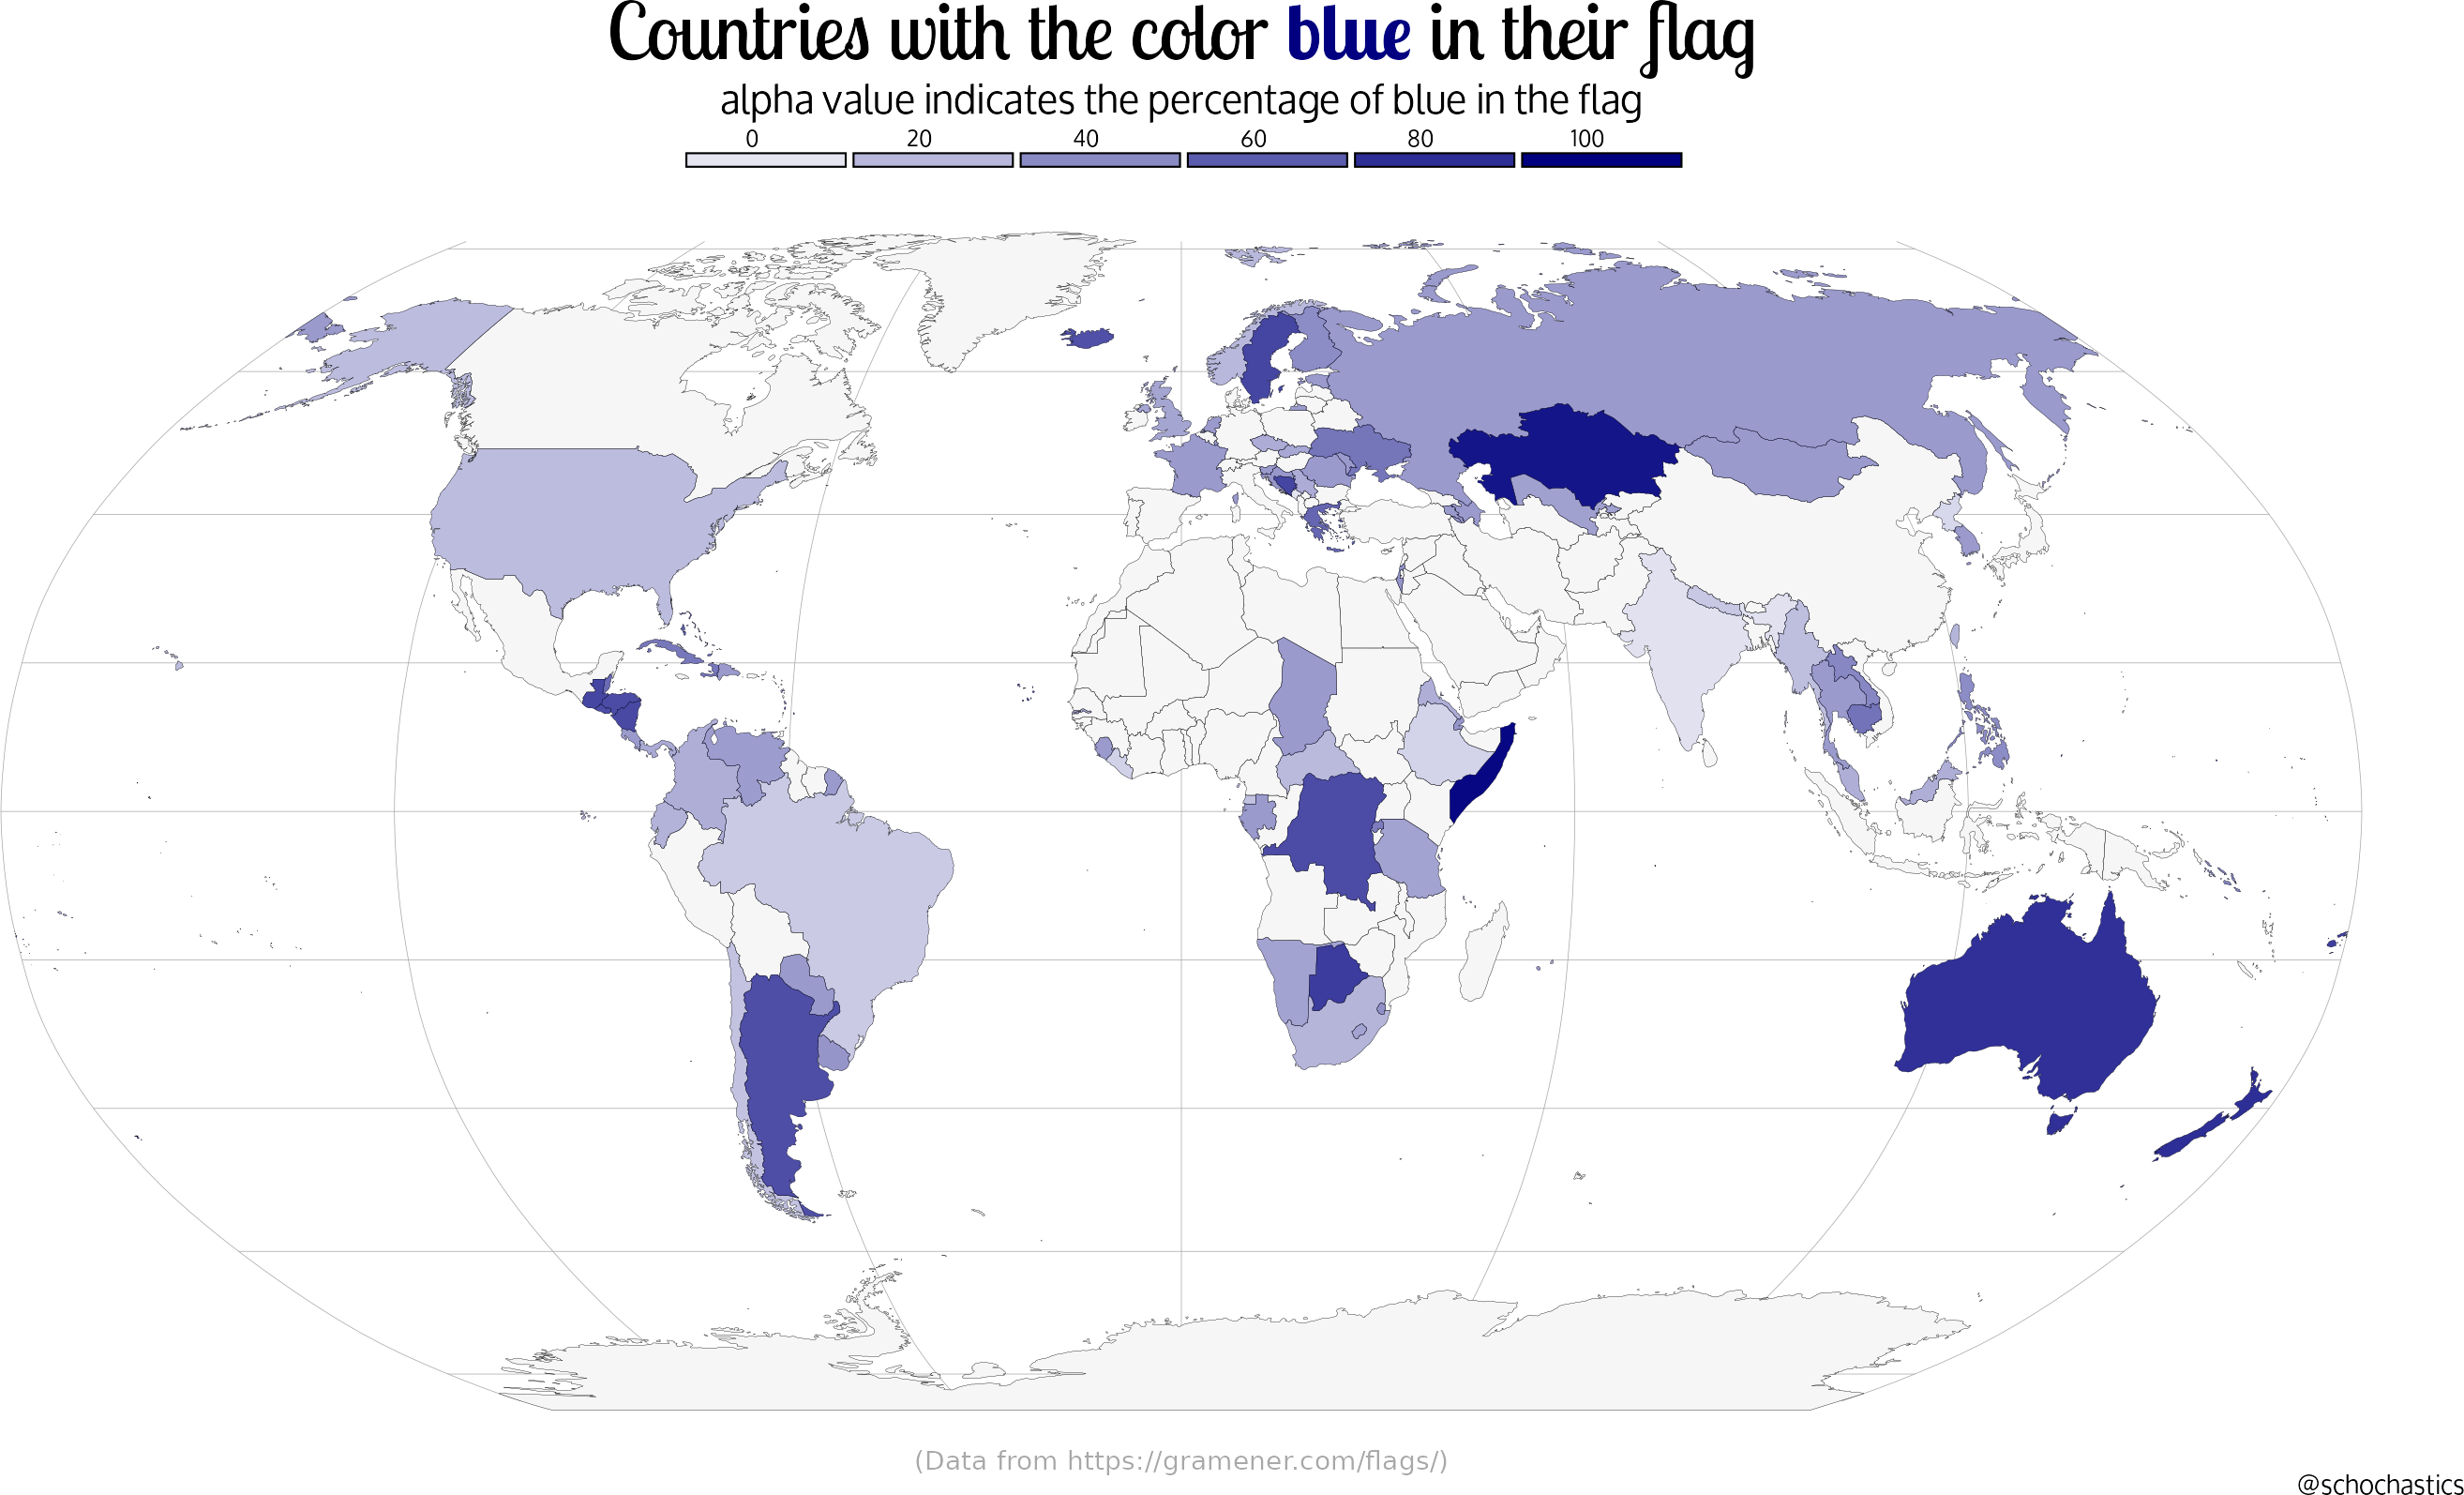 Countries with the color blue in their flag
alpha value indicates the percentage of blue in the flag
0 20 40 60 80 100
(Data from https://gramener.com/flags/)
@schochastics